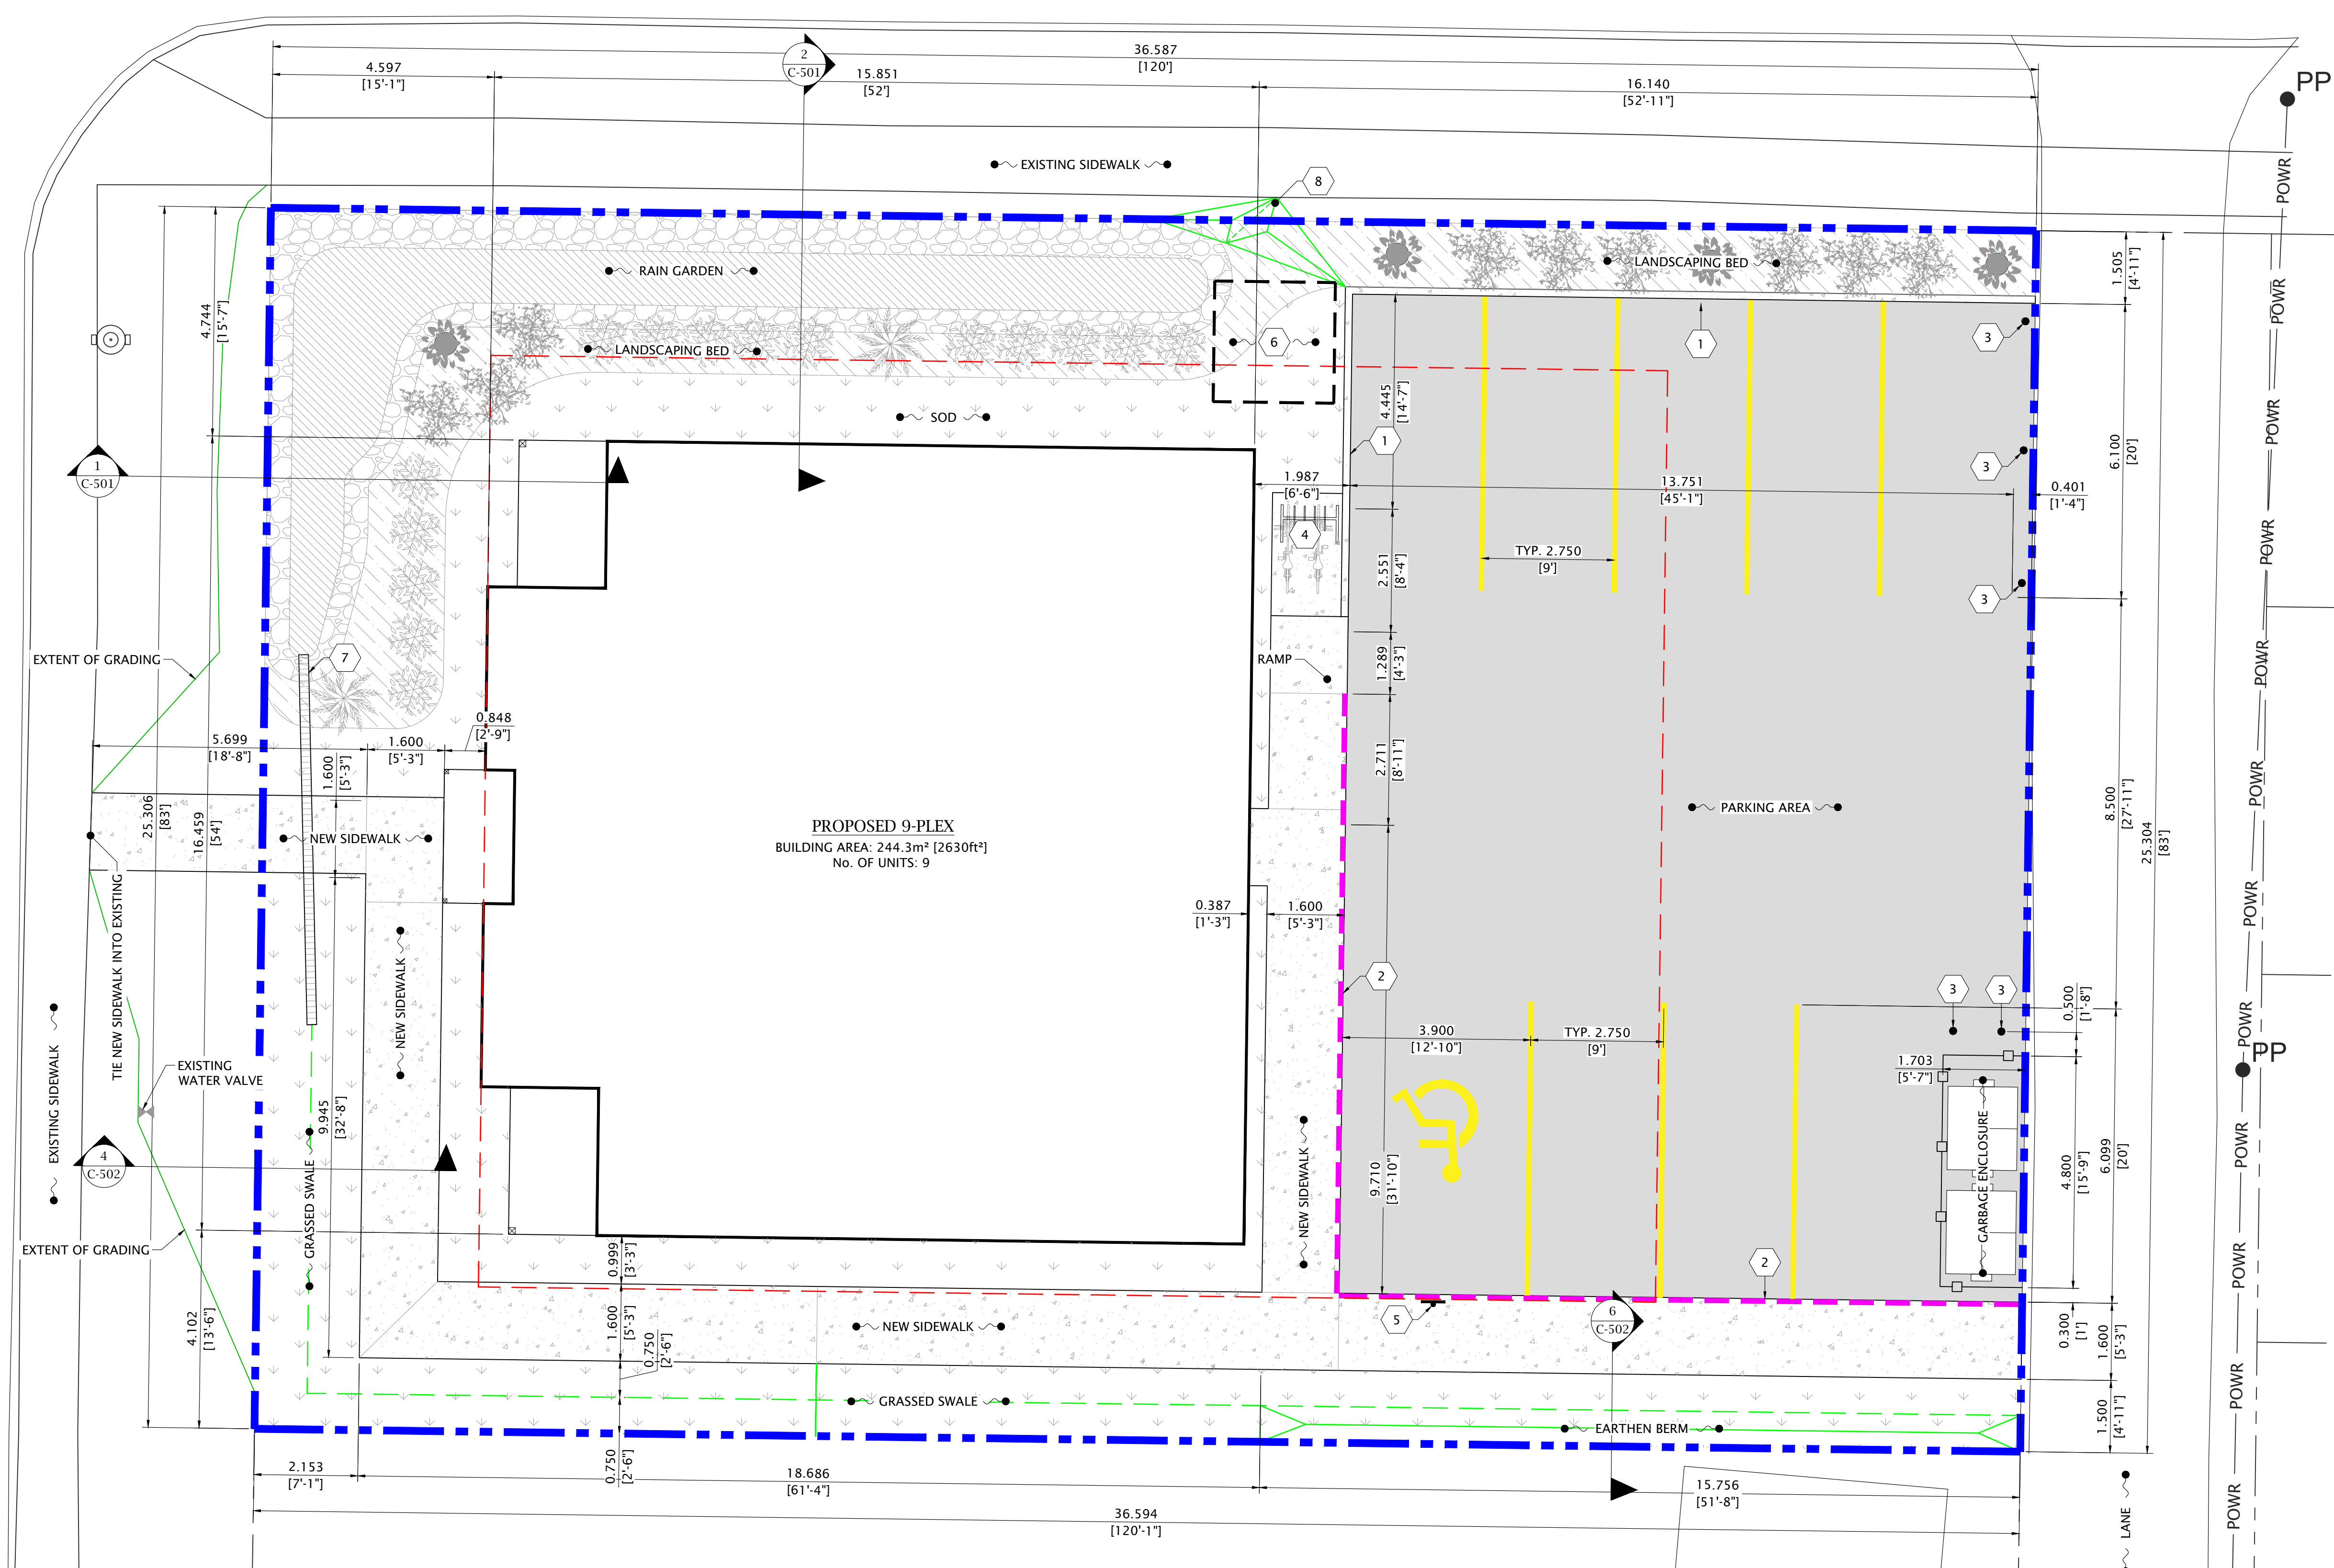 36.587
[120']
2
C-501
4.597
[15'-1"]
15.851
[52']
16.140
[52'-11"]
PP
EXISTING SIDEWALK
8
POWR
POWR
POWR
POWR
POWR
POWR
POWR
POWR
POWR
POWR
POWR
POWR
POWR
POWR
RAIN GARDEN
LANDSCAPING BED
1.505
[4'-11"]
4.744
[15'-7"]
LANDSCAPING BED
6
1
3
SOD
4.445
[14'-7"]
1
6.100
[20']
1
C-501
3
1.987
[6'-6"]
13.751
[45'-1"]
0.401
[1'-4"]
4
TYP. 2.750
[9']
2.551
[8'-4"]
3
EXTENT OF GRADING
7
RAMP
1.289
[4'-3"]
0.848
[2'-9"]
5.699
[18'-8"]
1.600
[5'-3"]
1.600
[5'-3"]
2.711
[8'-11"]
25.306
[83']
16.459
[54']
NEW SIDEWALK
PROPOSED 9-PLEX
BUILDING AREA: 244.3m² [2630ft²]
No. OF UNITS: 9
PARKING AREA
8.500
[27'-11"]
25.304
[83']
0.387
[1'-3"]
1.600
[5'-3"]
TIE NEW SIDEWALK INTO EXISTING
NEW SIDEWALK
2
3
3
0.500
[1'-8"]
3.900
[12'-10"]
TYP. 2.750
[9']
PP
EXISTING SIDEWALK
EXISTING
WATER VALVE
1.703
[5'-7"]
9.945
[32'-8"]
4
C-502
GRASSED SWALE
NEW SIDEWALK
9.710
[31'-10"]
GARBAGE ENCLOSURE
4.800
[15'-9"]
6.099
[20']
EXTENT OF GRADING
0.999
[3'-3"]
2
4.102
[13'-6"]
1.600
[5'-3"]
NEW SIDEWALK
5
6
C-502
0.300
[1']
1.600
[5'-3"]
0.750
[2'-6"]
GRASSED SWALE
EARTHEN BERM
1.500
[4'-11"]
0.750
[2'-6"]
2.153
[7'-1"]
18.686
[61'-4"]
15.756
[51'-8"]
36.594
[120'-1"]
LANE